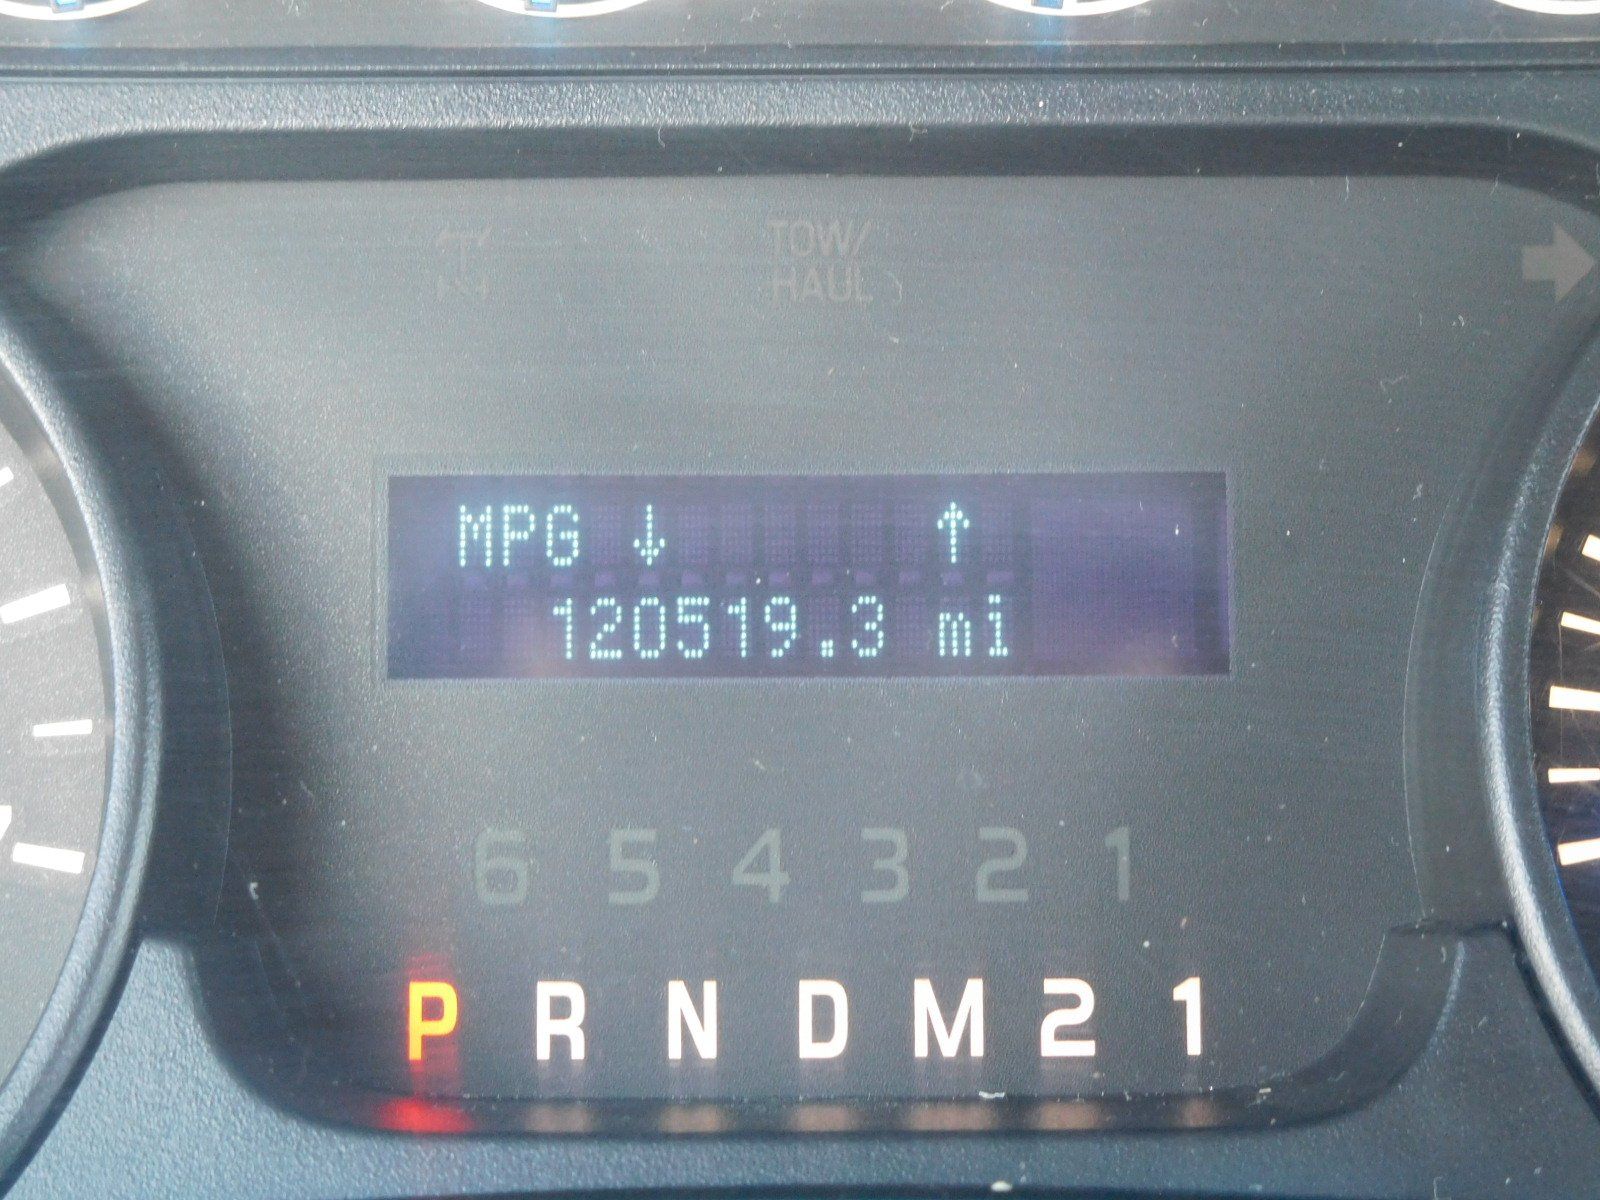 TOW/
HAUL
MPG ↓ ↑
120519.3 mi
6 5 4 3 2 1
P R N D M 2 1